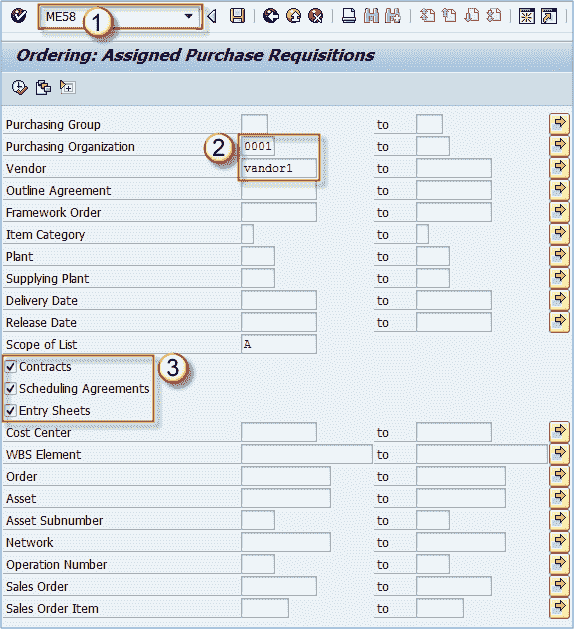 ME58
1
Ordering: Assigned Purchase Requisitions
Purchasing Group to
Purchasing Organization 2 0001 to
Vendor vandor1 to
Outline Agreement to
Framework Order to
Item Category to
Plant to
Supplying Plant to
Delivery Date to
Release Date to
Scope of List A
Contracts 3
Scheduling Agreements
Entry Sheets
Cost Center to
WBS Element to
Order to
Asset to
Asset Subnumber to
Network to
Operation Number to
Sales Order to
Sales Order Item to